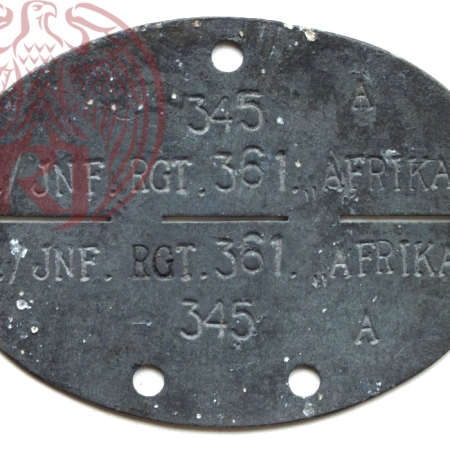 345 A
/JNF. RGT. 361. „AFRIKA
/JNF. RGT. 361. „AFRIKA
345 A